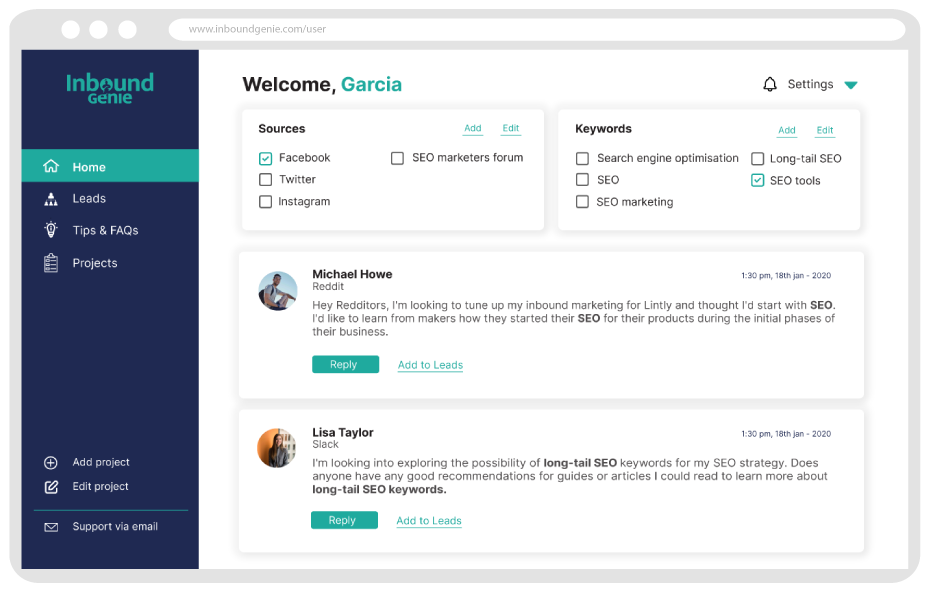 www.inboundgenie.com/user
Inbound
Genie
Home
Leads
Tips & FAQs
Projects
Add project
Edit project
Support via email
Welcome, Garcia
Settings
Sources
Add Edit
Facebook
SEO marketers forum
Twitter
Instagram
Keywords
Add Edit
Search engine optimisation
Long-tail SEO
SEO
SEO tools
SEO marketing
Michael Howe
1:30 pm, 18th jan - 2020
Reddit
Hey Redditors, I'm looking to tune up my inbound marketing for Lintly and thought I'd start with SEO.
I'd like to learn from makers how they started their SEO for their products during the initial phases of
their business.
Reply
Add to Leads
Lisa Taylor
1:30 pm, 18th jan - 2020
Slack
I'm looking into exploring the possibility of long-tail SEO keywords for my SEO strategy. Does
anyone have any good recommendations for guides or articles I could read to learn more about
long-tail SEO keywords.
Reply
Add to Leads